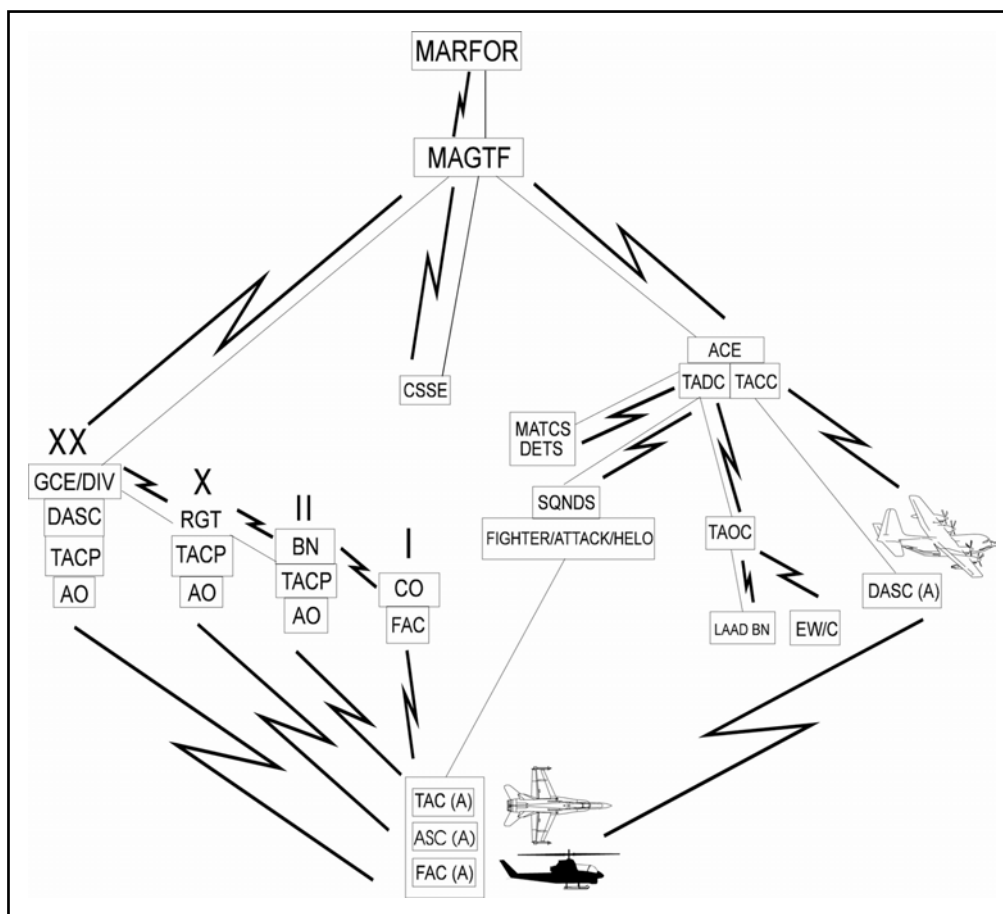 MARFOR
MAGTF
ACE
TADC TACC
CSSE
MATCS
DETS
XX
GCE/DIV
DASC
TACP
AO
X
RGT
TACP
AO
II
BN
TACP
AO
I
CO
FAC
SQNDS
FIGHTER/ATTACK/HELO
TAOC
LAAD BN
EW/C
DASC (A)
TAC (A)
ASC (A)
FAC (A)